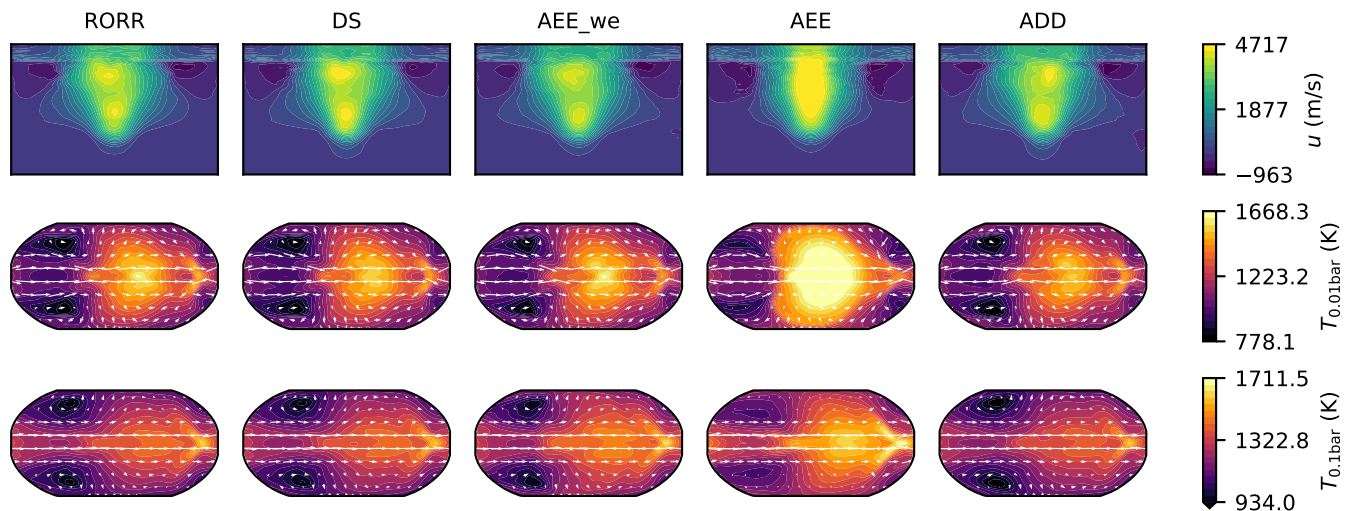 RORR DS AEE_we AEE ADD
4717
1877
−963
u (m/s)
1668.3
1223.2
778.1
T0.01bar (K)
1711.5
1322.8
934.0
T0.1bar (K)